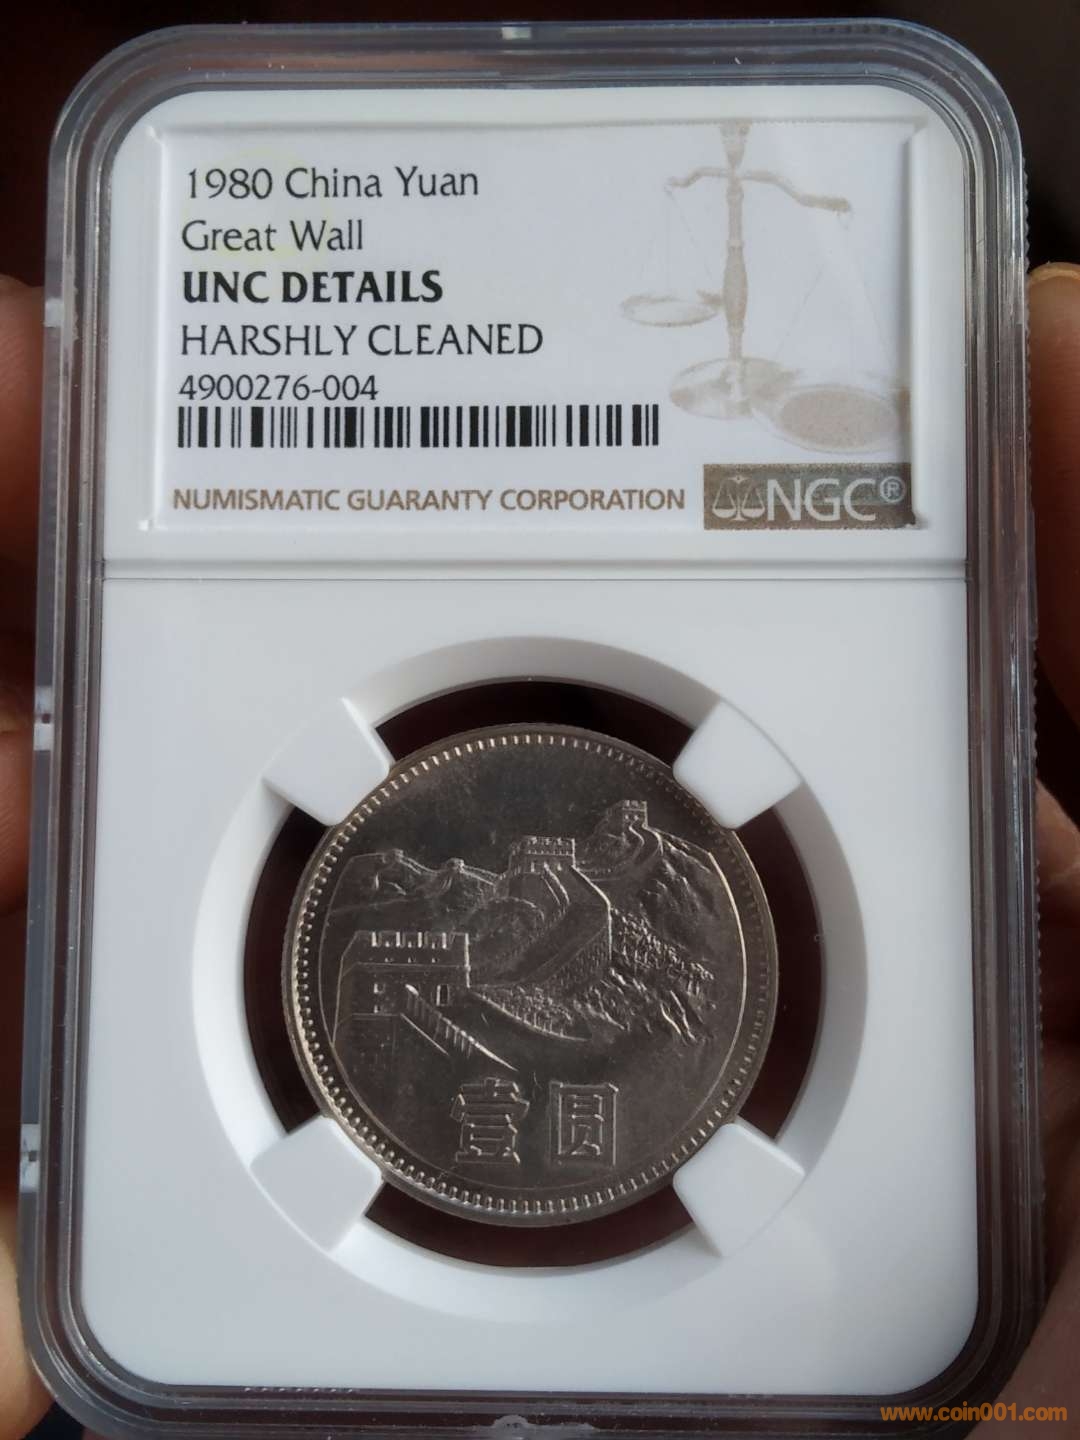 1980 China Yuan
Great Wall
UNC DETAILS
HARSHLY CLEANED
4900276-004
NUMISMATIC GUARANTY CORPORATION
NGC®
壹圆
www.coin001.com